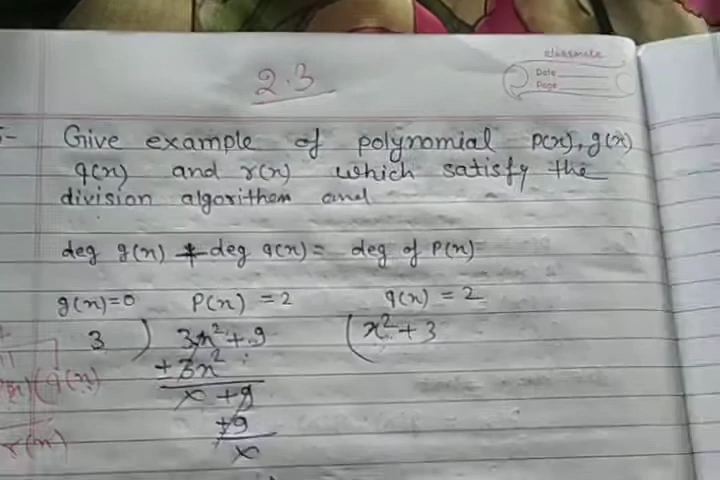 classmate
Date
Page
2.3
Give example of polynomial p(x), g(x)
q(x) and r(x) which satisfy the
division algorithem and
deg g(x) + deg q(x) = deg of P(x)
g(x)=0 P(x) = 2 q(x) = 2
3 ) 3x²+9 ( x²+3
+3x²
x +9
+9
x
r(x)